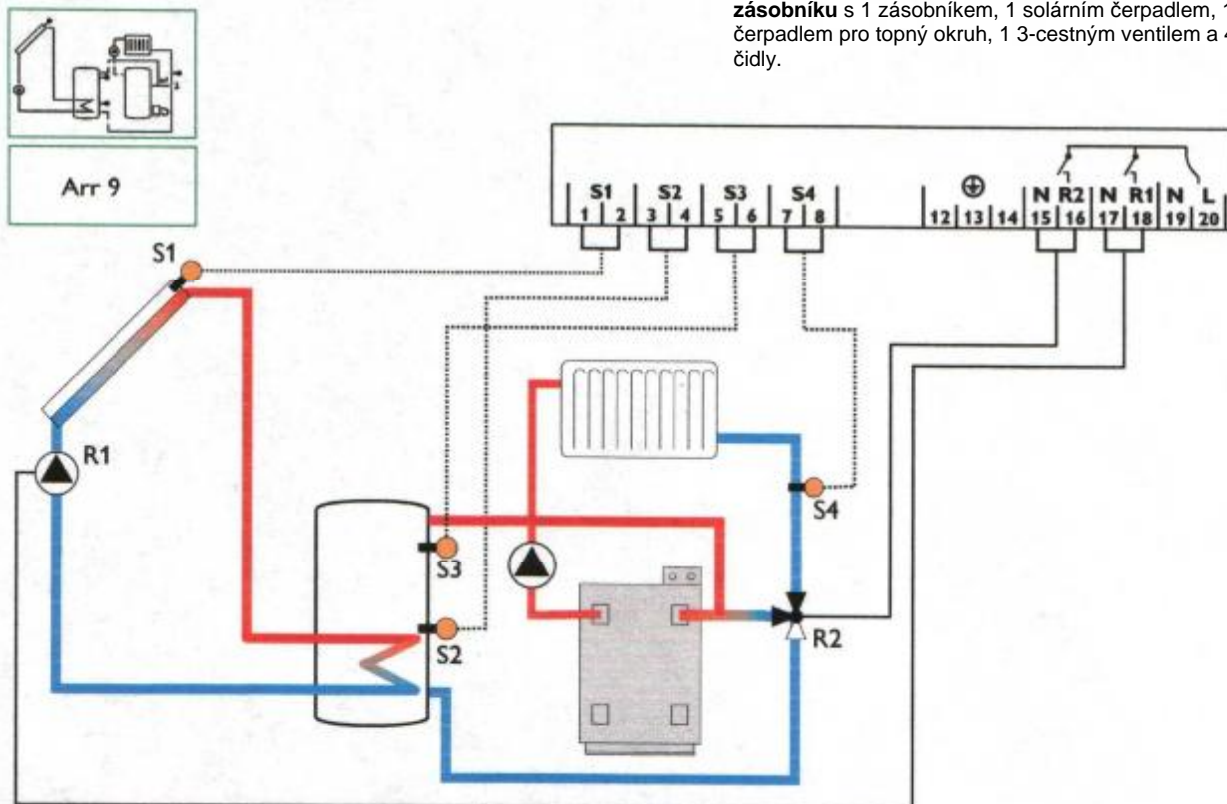 zásobníku s 1 zásobníkem, 1 solárním čerpadlem,
čerpadlem pro topný okruh, 1 3-cestným ventilem a
čidly.
Arr 9
S1 S2 S3 S4 N R2 N R1 N L
1 2 3 4 5 6 7 8 12 13 14 15 16 17 18 19 20
S1
R1
S4
S3
S2
R2